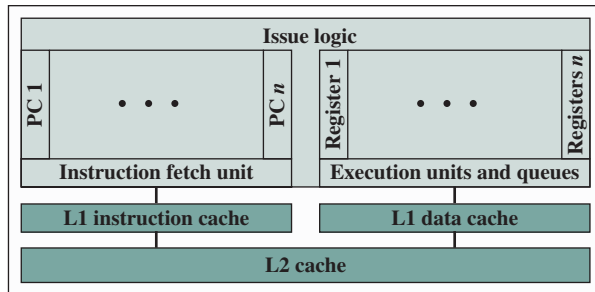 Issue logic
PC 1
• • •
PC n
Register 1
• • •
Registers n
Instruction fetch unit
Execution units and queues
L1 instruction cache
L1 data cache
L2 cache